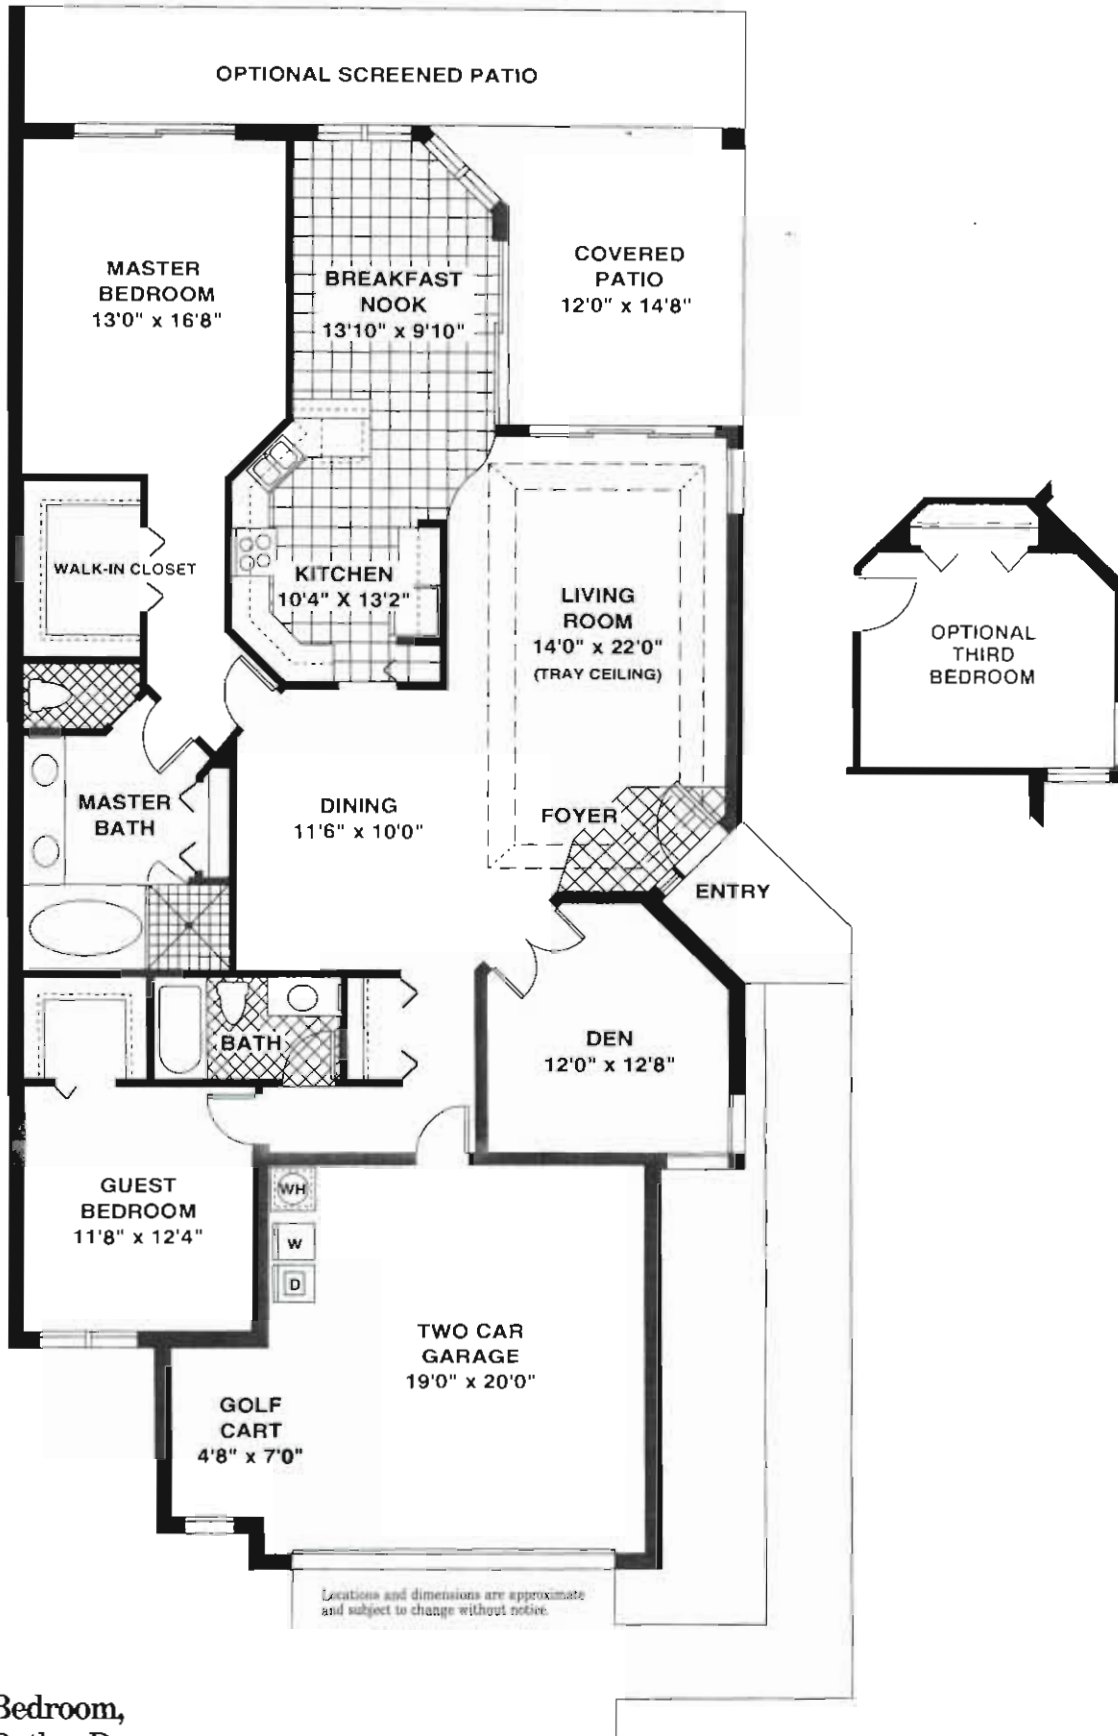 OPTIONAL SCREENED PATIO
MASTER
BEDROOM
13'0" x 16'8"
BREAKFAST
NOOK
13'10" x 9'10"
COVERED
PATIO
12'0" x 14'8"
WALK-IN CLOSET
KITCHEN
10'4" X 13'2"
LIVING
ROOM
14'0" x 22'0"
(TRAY CEILING)
OPTIONAL
THIRD
BEDROOM
MASTER
BATH
DINING
11'6" x 10'0"
FOYER
ENTRY
BATH
DEN
12'0" x 12'8"
GUEST
BEDROOM
11'8" x 12'4"
WH
W
D
TWO CAR
GARAGE
19'0" x 20'0"
GOLF
CART
4'8" x 7'0"
Locations and dimensions are approximate
and subject to change without notice.
Bedroom,